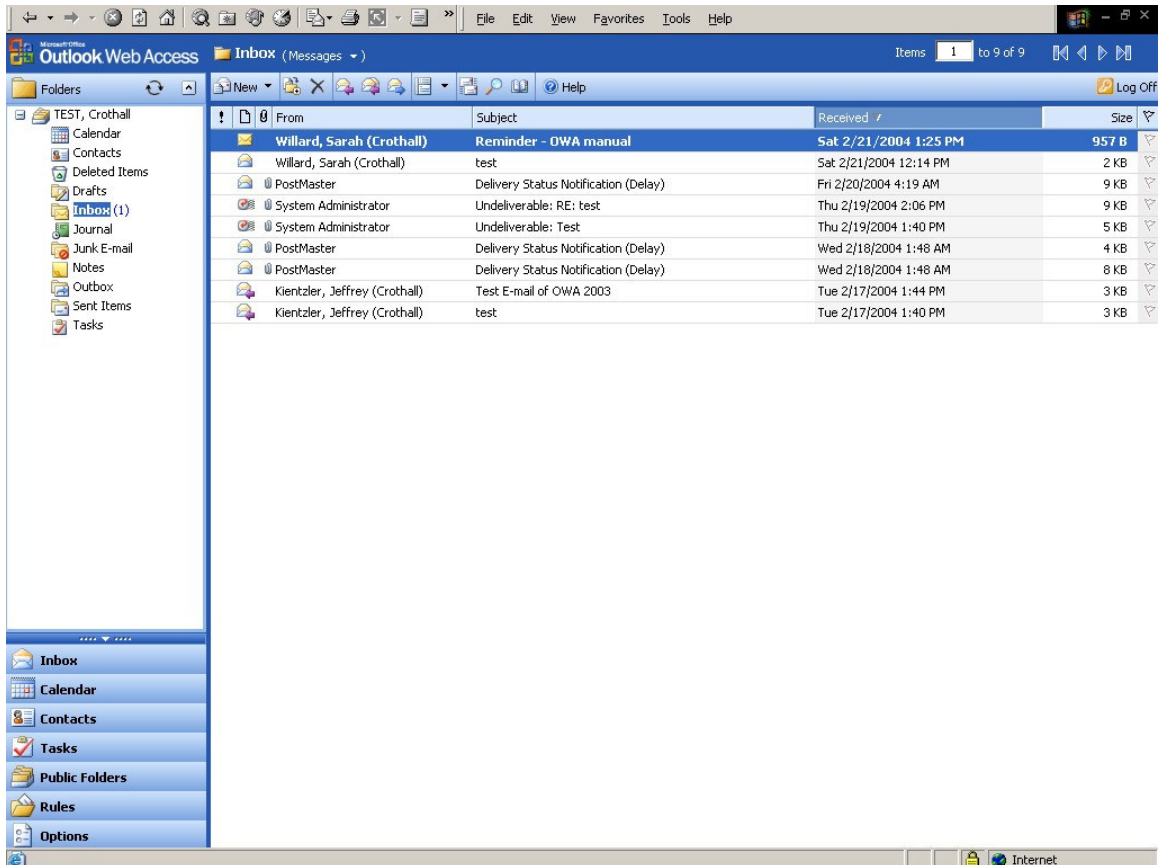 » File Edit View Favorites Tools Help
Microsoft Office
Outlook Web Access Inbox (Messages) Items 1 to 9 of 9
Folders New Help Log Off
! From Subject Received Size
TEST, Crothall
Calendar
Contacts
Deleted Items
Drafts
Inbox (1)
Journal
Junk E-mail
Notes
Outbox
Sent Items
Tasks
Willard, Sarah (Crothall) Reminder - OWA manual Sat 2/21/2004 1:25 PM 957 B
Willard, Sarah (Crothall) test Sat 2/21/2004 12:14 PM 2 KB
PostMaster Delivery Status Notification (Delay) Fri 2/20/2004 4:19 AM 9 KB
System Administrator Undeliverable: RE: test Thu 2/19/2004 2:06 PM 9 KB
System Administrator Undeliverable: Test Thu 2/19/2004 1:40 PM 5 KB
PostMaster Delivery Status Notification (Delay) Wed 2/18/2004 1:48 AM 4 KB
PostMaster Delivery Status Notification (Delay) Wed 2/18/2004 1:48 AM 8 KB
Kientzler, Jeffrey (Crothall) Test E-mail of OWA 2003 Tue 2/17/2004 1:44 PM 3 KB
Kientzler, Jeffrey (Crothall) test Tue 2/17/2004 1:40 PM 3 KB
Inbox
Calendar
Contacts
Tasks
Public Folders
Rules
Options
Internet